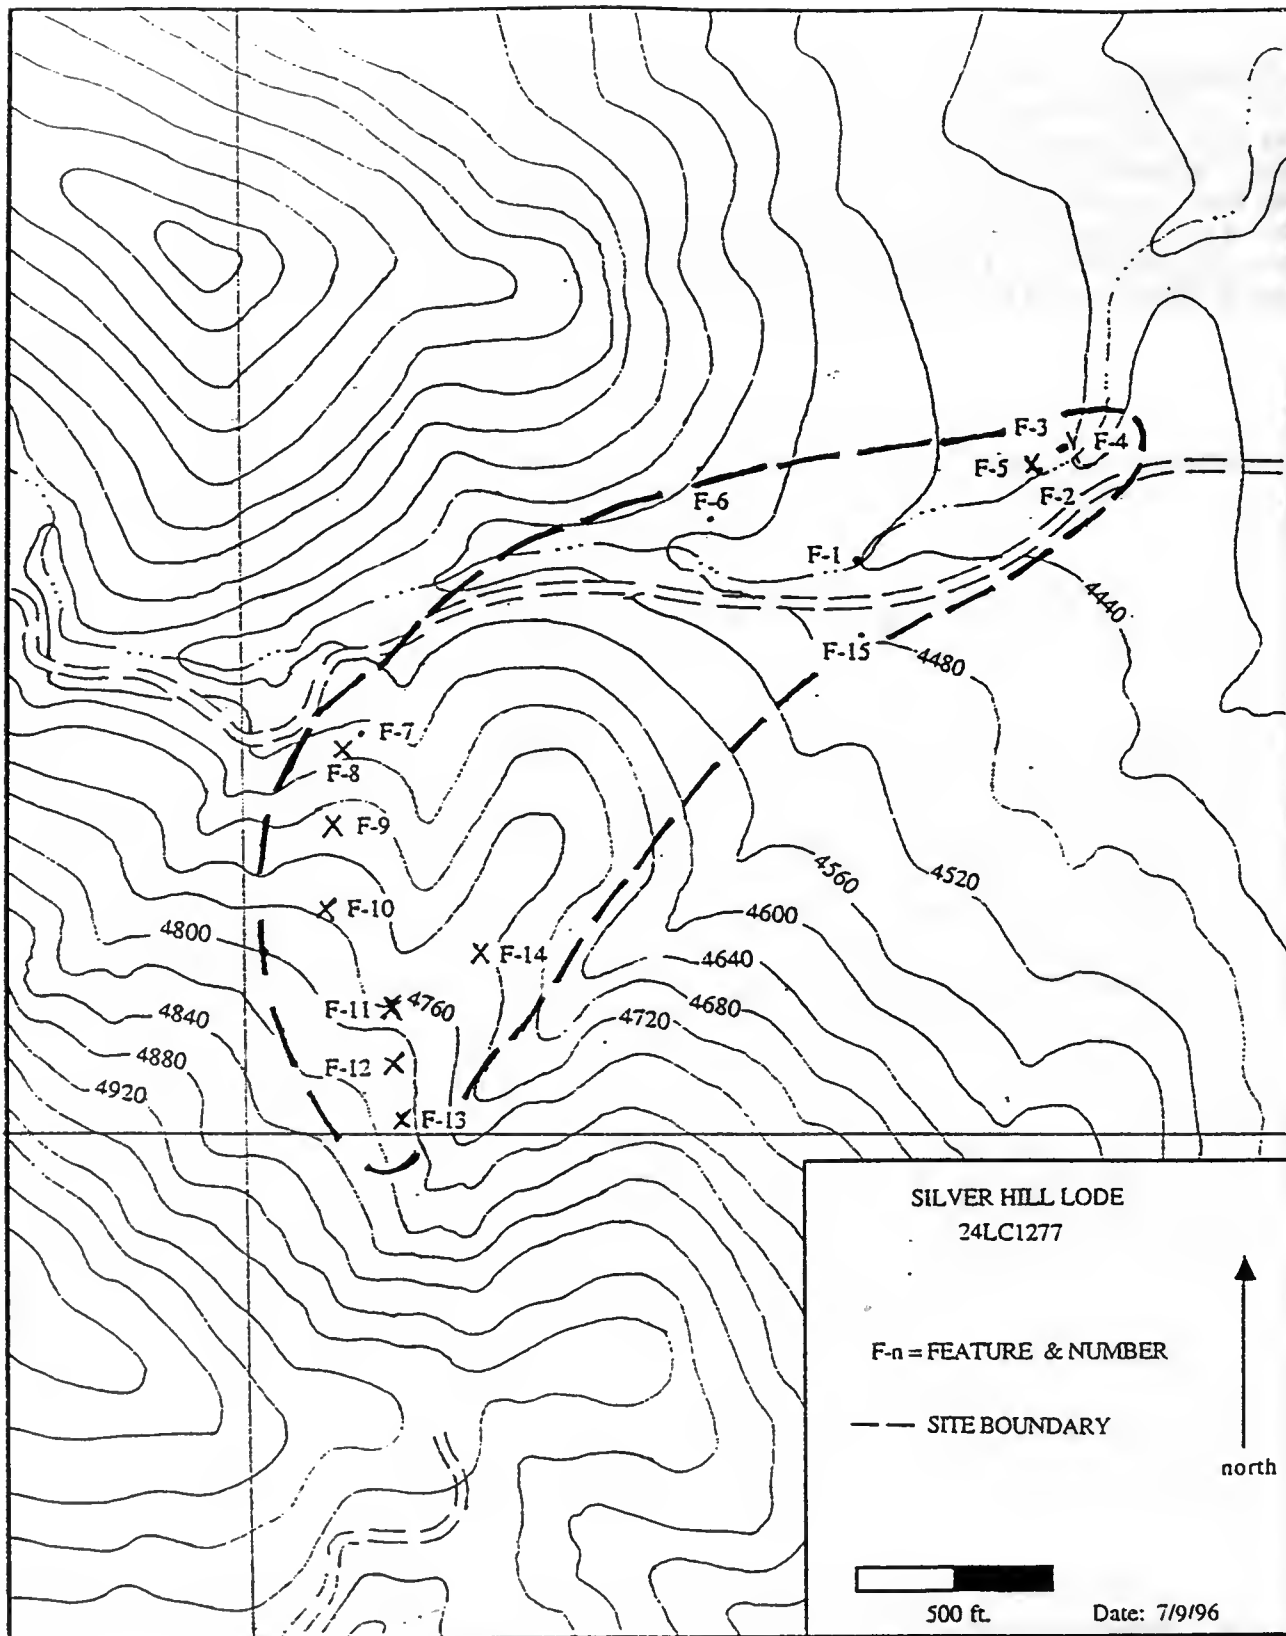 F-3
F-4
F-5
F-2
F-6
F-1
4440
F-15
4480
F-7
F-8
F-9
4560
4520
F-10
4600
4800
F-14
4640
F-11
4760
4680
4840
4720
4880
F-12
4920
F-13
SILVER HILL LODE
24LC1277
F-n = FEATURE & NUMBER
SITE BOUNDARY
north
500 ft.
Date: 7/9/96